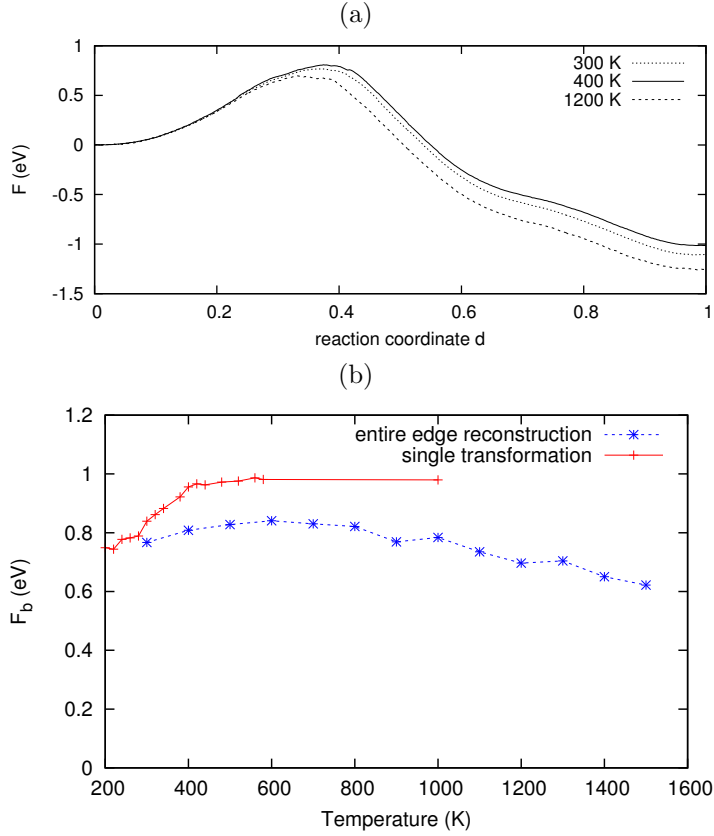 (a)
1
0.5
0
-0.5
-1
-1.5
F (eV)
300 K
400 K
1200 K
0 0.2 0.4 0.6 0.8 1
reaction coordinate d
(b)
1.2
1
0.8
0.6
0.4
0.2
0
F_b (eV)
entire edge reconstruction
single transformation
200 400 600 800 1000 1200 1400 1600
Temperature (K)